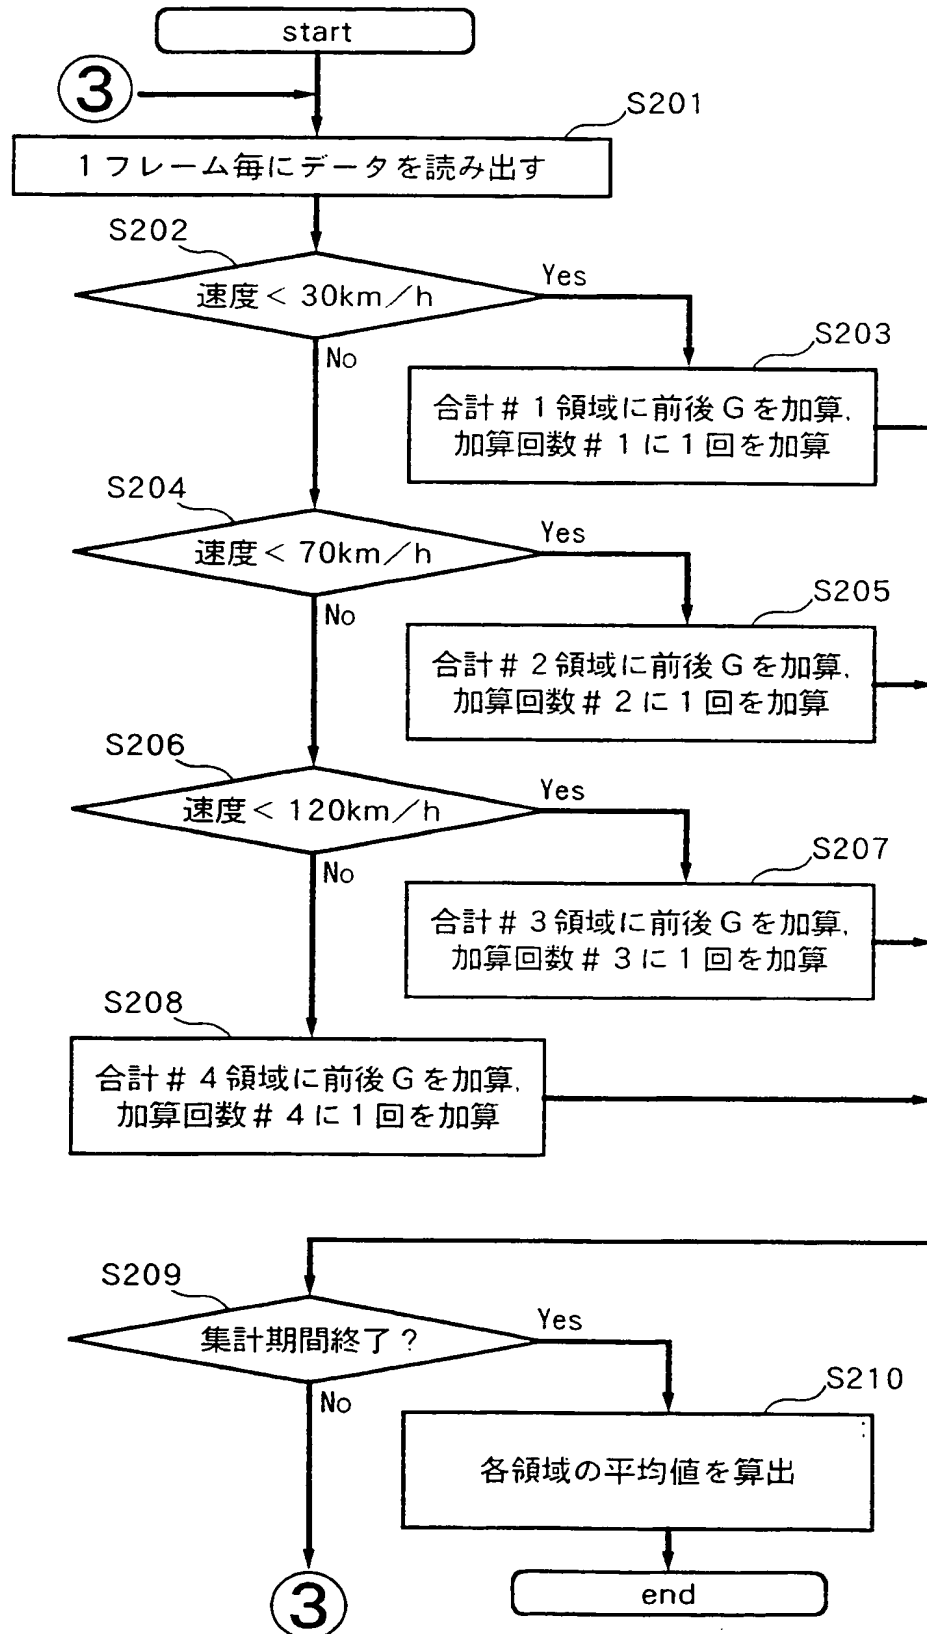 start
③
S201
1フレーム毎にデータを読み出す
S202
速度< 30km/h
Yes
No
S203
合計#1領域に前後Gを加算,
加算回数#1に1回を加算
S204
速度< 70km/h
Yes
No
S205
合計#2領域に前後Gを加算,
加算回数#2に1回を加算
S206
速度< 120km/h
Yes
No
S207
合計#3領域に前後Gを加算,
加算回数#3に1回を加算
S208
合計#4領域に前後Gを加算,
加算回数#4に1回を加算
S209
集計期間終了?
Yes
No
S210
各領域の平均値を算出
③
end